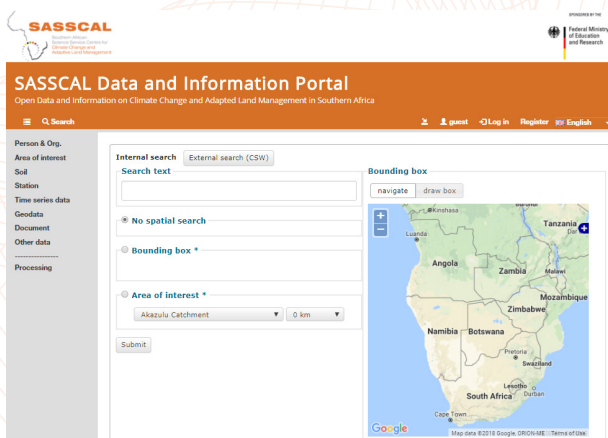 SPONSORED BY THE
SASSCAL
Southern African
Science Service Centre for
Climate Change and
Adaptive Land Management
Federal Ministry
of Education
and Research
SASSCAL Data and Information Portal
Open Data and Information on Climate Change and Adapted Land Management in Southern Africa
Search
guest
Log in
Register
English
Person & Org.
Area of interest
Soil
Station
Time series data
Geodata
Document
Other data
----------------
Processing
Internal search
External search (CSW)
Search text
No spatial search
Bounding box *
Area of interest *
Akazulu Catchment
0 km
Submit
Bounding box
navigate
draw box
+
−
Kinshasa
Tanzania
Luanda
Angola
Zambia
Malawi
Mozambique
Zimbabwe
Namibia
Botswana
Pretoria
Swaziland
Lesotho
South Africa
Durban
Cape Town
Google
Map data ©2018 Google, ORION-ME
Terms of Use